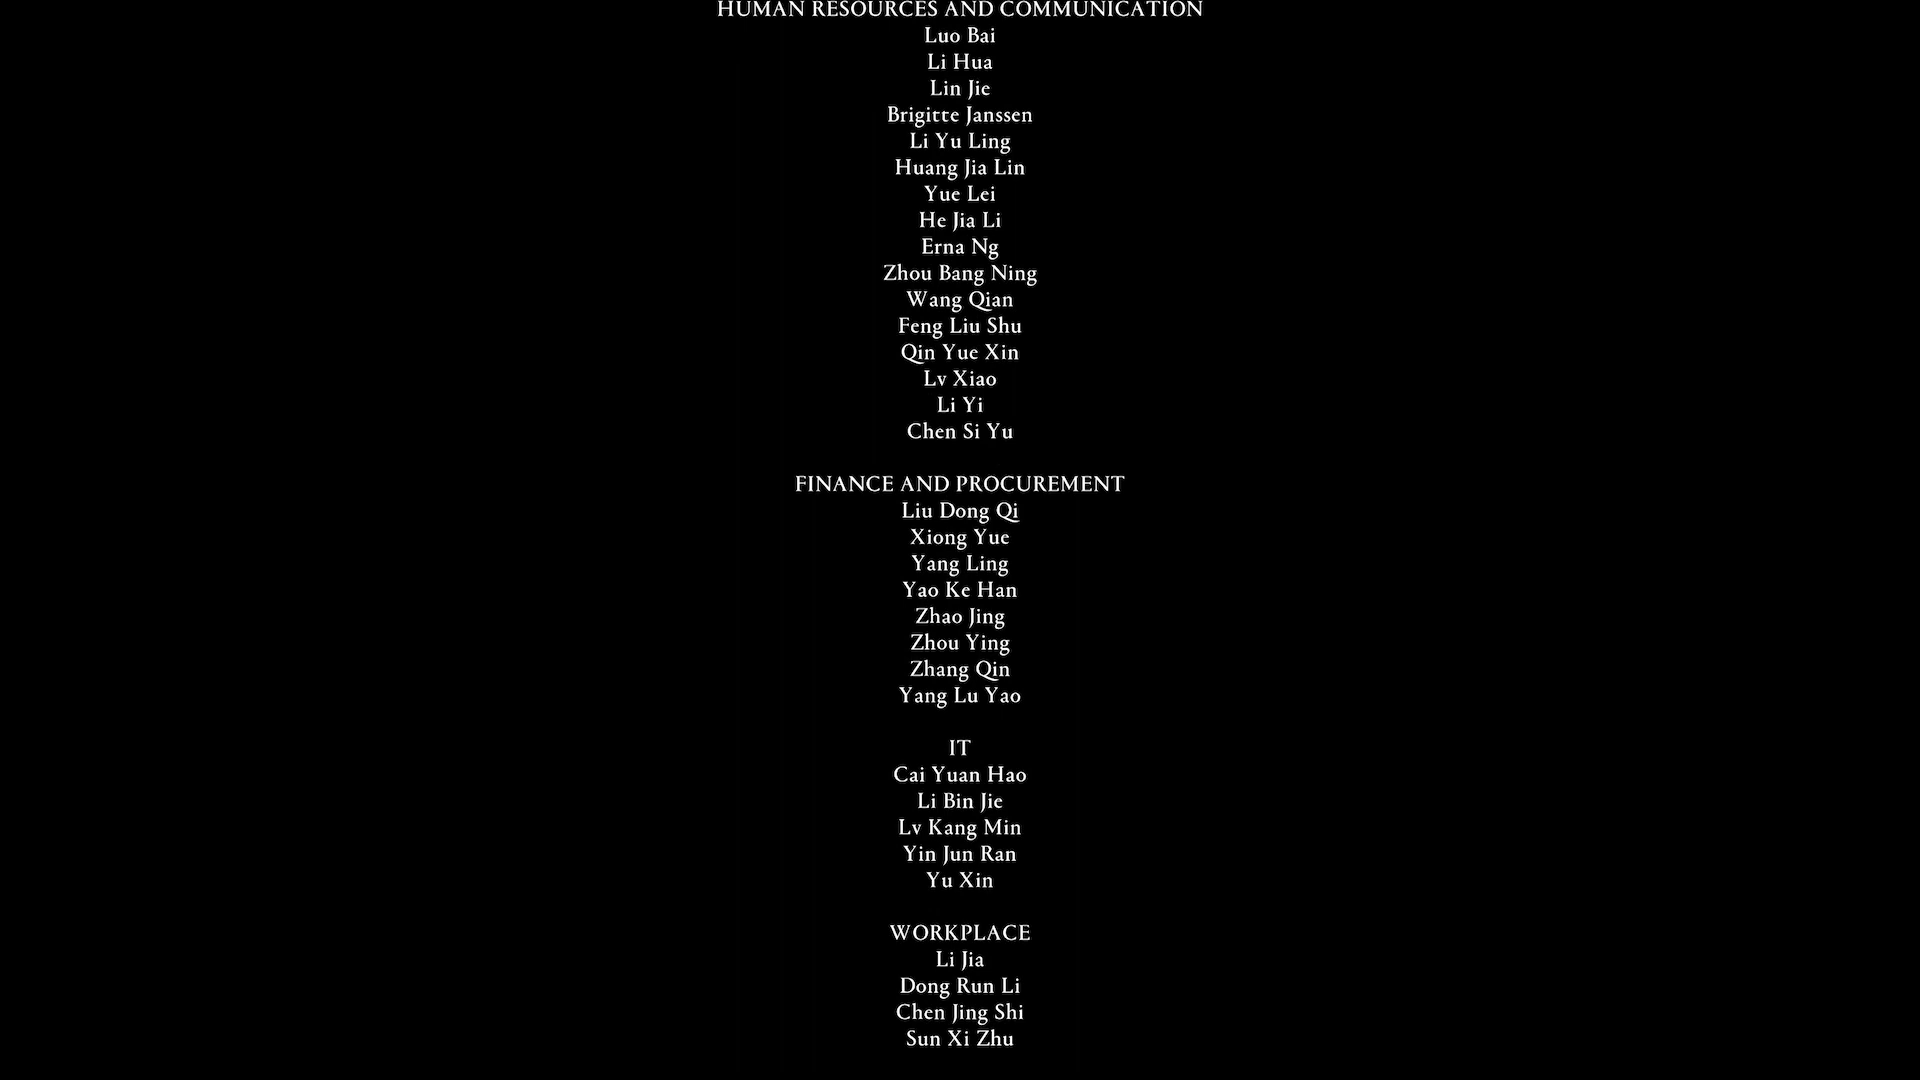 HUMAN RESOURCES AND COMMUNICATION
Luo Bai
Li Hua
Lin Jie
Brigitte Janssen
Li Yu Ling
Huang Jia Lin
Yue Lei
He Jia Li
Erna Ng
Zhou Bang Ning
Wang Qian
Feng Liu Shu
Qin Yue Xin
Lv Xiao
Li Yi
Chen Si Yu
FINANCE AND PROCUREMENT
Liu Dong Qi
Xiong Yue
Yang Ling
Yao Ke Han
Zhao Jing
Zhou Ying
Zhang Qin
Yang Lu Yao
IT
Cai Yuan Hao
Li Bin Jie
Lv Kang Min
Yin Jun Ran
Yu Xin
WORKPLACE
Li Jia
Dong Run Li
Chen Jing Shi
Sun Xi Zhu